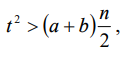 t² > (a + b) n/2 ,